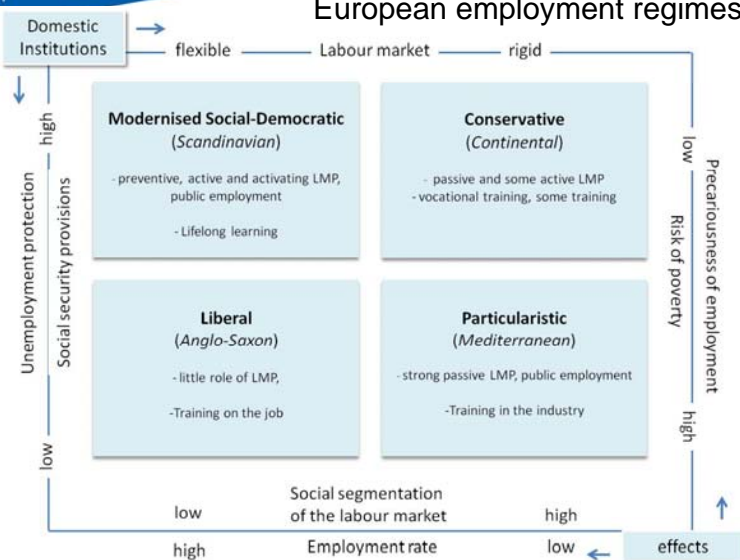 European employment regimes
Domestic
Institutions
flexible
Labour market
rigid
high
Unemployment protection
Social security provisions
low
Modernised Social-Democratic
(Scandinavian)
- preventive, active and activating LMP,
public employment
- Lifelong learning
Conservative
(Continental)
- passive and some active LMP
- vocational training, some training
low
Risk of poverty
Precariousness of employment
high
Liberal
(Anglo-Saxon)
- little role of LMP,
-Training on the job
Particularistic
(Mediterranean)
- strong passive LMP, public employment
-Training in the industry
Social segmentation
low of the labour market high
high Employment rate low
effects